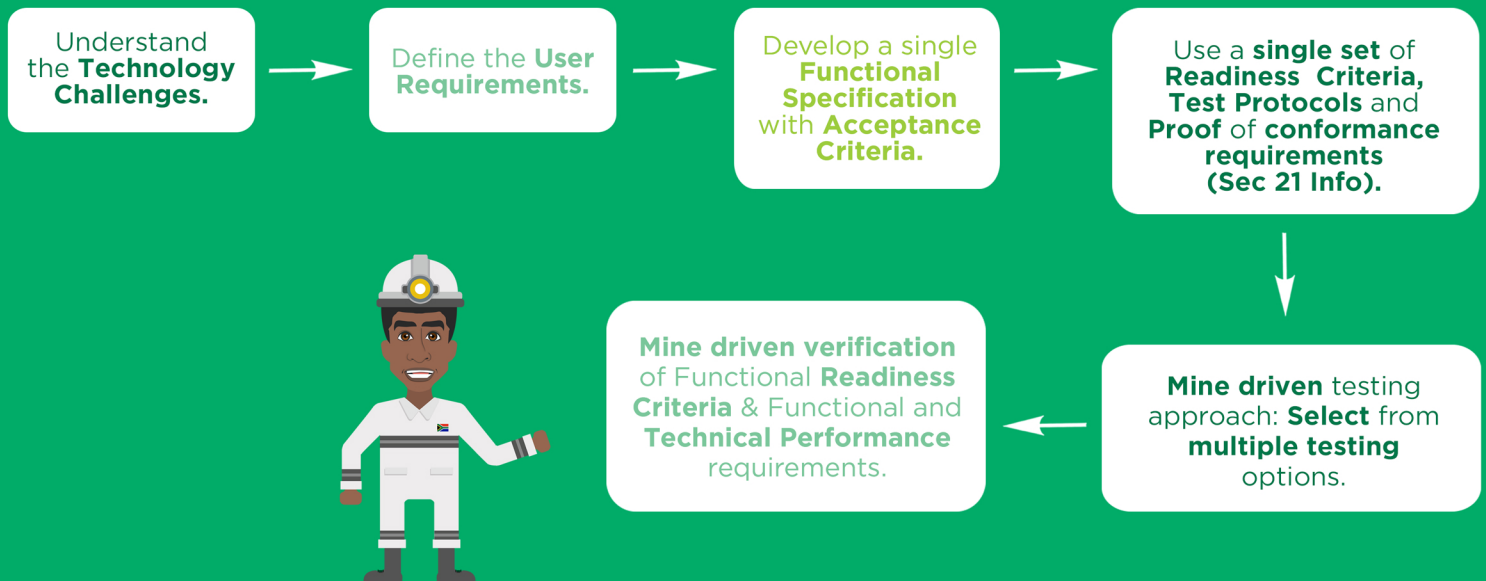 Understand
the Technology
Challenges.
Define the User
Requirements.
Develop a single
Functional
Specification
with Acceptance
Criteria.
Use a single set of
Readiness Criteria,
Test Protocols and
Proof of conformance
requirements
(Sec 21 Info).
Mine driven testing
approach: Select from
multiple testing
options.
Mine driven verification
of Functional Readiness
Criteria & Functional and
Technical Performance
requirements.